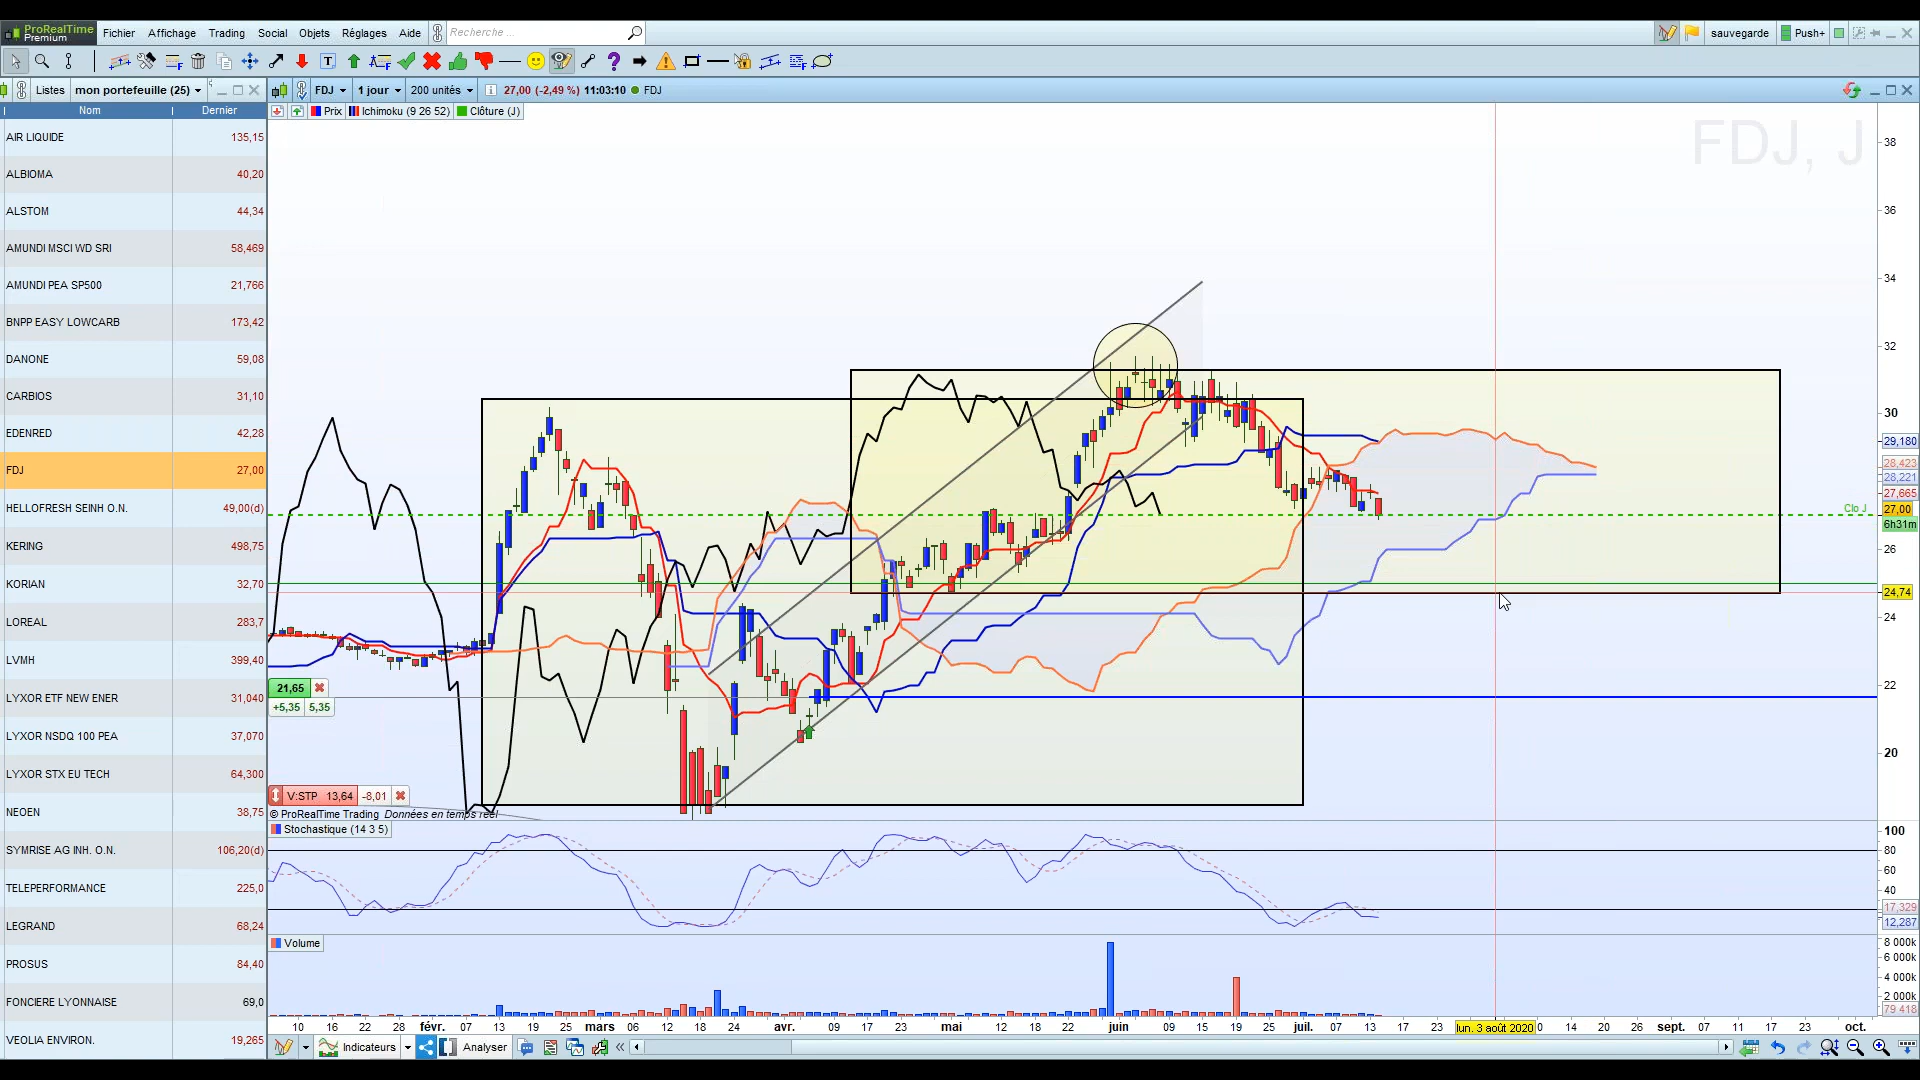 ProRealTime
Premium
Fichier Affichage Trading Social Objets Réglages Aide
Recherche ...
sauvegarde
Push+
Listes mon portefeuille (25)
FDJ 1 jour 200 unités 27,00 (-2,49 %) 11:03:10 FDJ
Nom Dernier
Prix Ichimoku (9 26 52) Clôture (J)
FDJ, J
AIR LIQUIDE 135,15
ALBIOMA 40,20
ALSTOM 44,34
AMUNDI MSCI WD SRI 58,469
AMUNDI PEA SP500 21,766
BNPP EASY LOWCARB 173,42
DANONE 59,08
CARBIOS 31,10
EDENRED 42,28
FDJ 27,00
HELLOFRESH SEINH O.N. 49,00(d)
KERING 498,75
KORIAN 32,70
LOREAL 283,7
LVMH 399,40
LYXOR ETF NEW ENER 31,040
LYXOR NSDQ 100 PEA 37,070
LYXOR STX EU TECH 64,300
NEOEN 38,75
SYMRISE AG INH. O.N. 106,20(d)
TELEPERFORMANCE 225,0
LEGRAND 68,24
PROSUS 84,40
FONCIERE LYONNAISE 69,0
VEOLIA ENVIRON. 19,265
38
36
34
32
30
29,180
28,423
28,221
27,665
Clo J
27,00
6h31m
26
24,74
24
22
20
21,65
+5,35 5,35
V:STP 13,64 -8,01
© ProRealTime Trading Données en temps réel
Stochastique (14 3 5)
100
80
60
40
17,329
12,287
Volume
8 000k
6 000k
4 000k
2 000k
79 418
10 16 22 28 févr. 07 13 19 25 mars 06 12 18 24 avr. 09 17 23 mai 12 18 22 juin 09 15 19 25 juil. 07 13 17 23 lun. 3 août 2020 0 14 20 26 sept. 07 11 17 23 oct.
Indicateurs Analyser